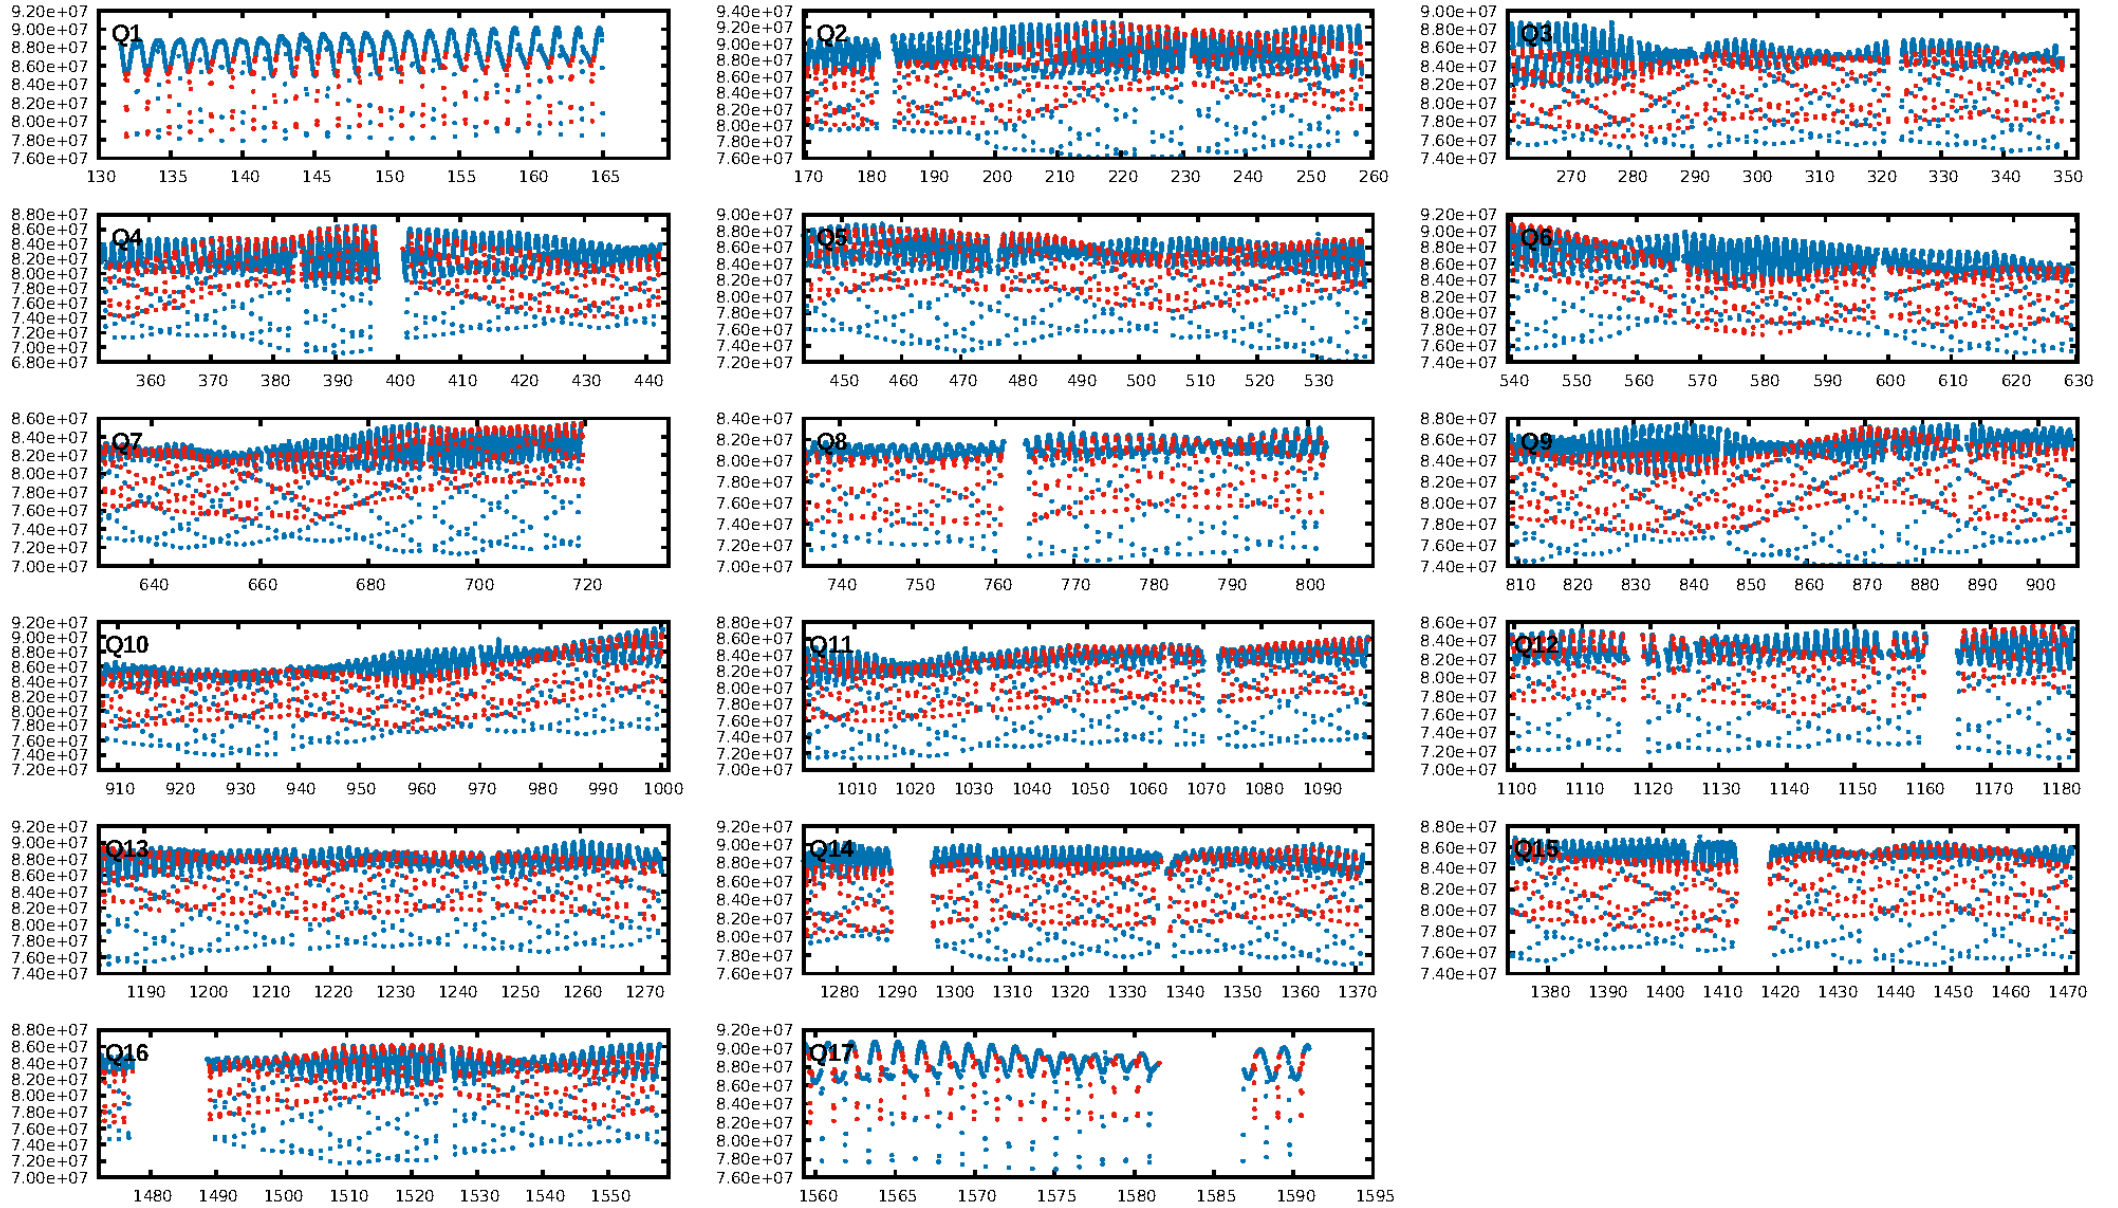 9.20e+07
9.00e+07
8.80e+07
8.60e+07
8.40e+07
8.20e+07
8.00e+07
7.80e+07
7.60e+07
Q1
130 135 140 145 150 155 160 165
9.40e+07
9.20e+07
9.00e+07
8.80e+07
8.60e+07
8.40e+07
8.20e+07
8.00e+07
7.80e+07
7.60e+07
Q2
170 180 190 200 210 220 230 240 250 260
9.00e+07
8.80e+07
8.60e+07
8.40e+07
8.20e+07
8.00e+07
7.80e+07
7.60e+07
7.40e+07
Q3
270 280 290 300 310 320 330 340 350
8.80e+07
8.60e+07
8.40e+07
8.20e+07
8.00e+07
7.80e+07
7.60e+07
7.40e+07
7.20e+07
7.00e+07
6.80e+07
Q4
360 370 380 390 400 410 420 430 440
9.00e+07
8.80e+07
8.60e+07
8.40e+07
8.20e+07
8.00e+07
7.80e+07
7.60e+07
7.40e+07
7.20e+07
Q5
450 460 470 480 490 500 510 520 530
9.20e+07
9.00e+07
8.80e+07
8.60e+07
8.40e+07
8.20e+07
8.00e+07
7.80e+07
7.60e+07
7.40e+07
Q6
540 550 560 570 580 590 600 610 620 630
8.60e+07
8.40e+07
8.20e+07
8.00e+07
7.80e+07
7.60e+07
7.40e+07
7.20e+07
7.00e+07
Q7
640 660 680 700 720
8.40e+07
8.20e+07
8.00e+07
7.80e+07
7.60e+07
7.40e+07
7.20e+07
7.00e+07
Q8
740 750 760 770 780 790 800
8.80e+07
8.60e+07
8.40e+07
8.20e+07
8.00e+07
7.80e+07
7.60e+07
7.40e+07
Q9
810 820 830 840 850 860 870 880 890 900
9.20e+07
9.00e+07
8.80e+07
8.60e+07
8.40e+07
8.20e+07
8.00e+07
7.80e+07
7.60e+07
7.40e+07
7.20e+07
Q10
910 920 930 940 950 960 970 980 990 1000
8.80e+07
8.60e+07
8.40e+07
8.20e+07
8.00e+07
7.80e+07
7.60e+07
7.40e+07
7.20e+07
7.00e+07
Q11
1010 1020 1030 1040 1050 1060 1070 1080 1090
8.60e+07
8.40e+07
8.20e+07
8.00e+07
7.80e+07
7.60e+07
7.40e+07
7.20e+07
7.00e+07
Q12
1100 1110 1120 1130 1140 1150 1160 1170 1180
9.20e+07
9.00e+07
8.80e+07
8.60e+07
8.40e+07
8.20e+07
8.00e+07
7.80e+07
7.60e+07
7.40e+07
Q13
1190 1200 1210 1220 1230 1240 1250 1260 1270
9.20e+07
9.00e+07
8.80e+07
8.60e+07
8.40e+07
8.20e+07
8.00e+07
7.80e+07
7.60e+07
Q14
1280 1290 1300 1310 1320 1330 1340 1350 1360 1370
8.80e+07
8.60e+07
8.40e+07
8.20e+07
8.00e+07
7.80e+07
7.60e+07
7.40e+07
Q15
1380 1390 1400 1410 1420 1430 1440 1450 1460 1470
8.80e+07
8.60e+07
8.40e+07
8.20e+07
8.00e+07
7.80e+07
7.60e+07
7.40e+07
7.20e+07
7.00e+07
Q16
1480 1490 1500 1510 1520 1530 1540 1550
9.20e+07
9.00e+07
8.80e+07
8.60e+07
8.40e+07
8.20e+07
8.00e+07
7.80e+07
7.60e+07
Q17
1560 1565 1570 1575 1580 1585 1590 1595